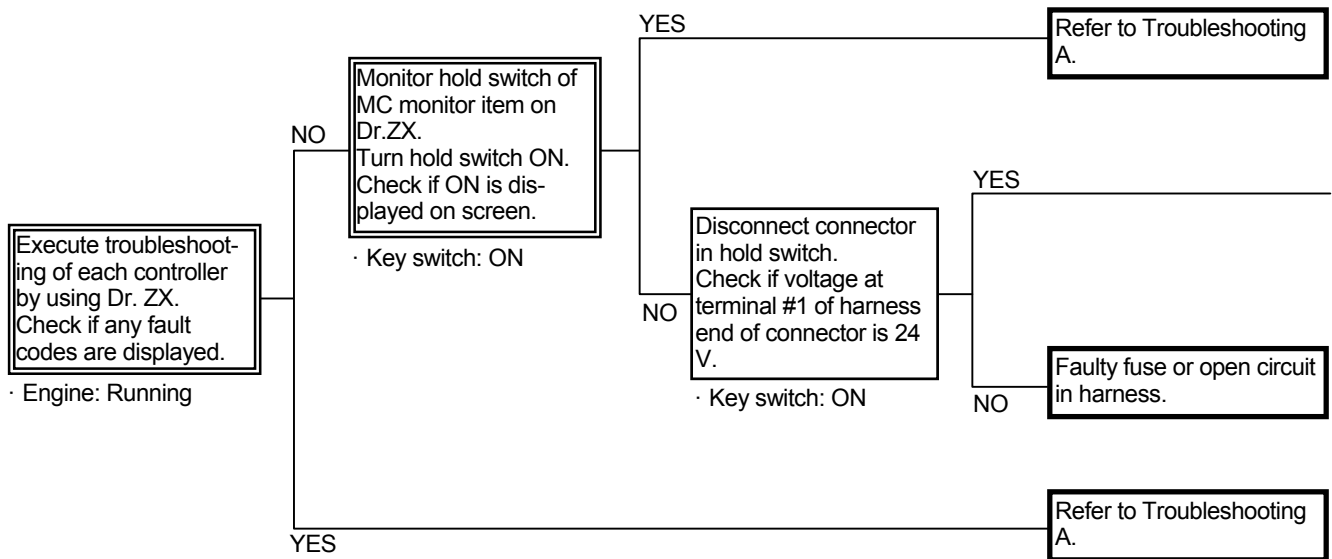 Execute troubleshoot-
ing of each controller
by using Dr. ZX.
Check if any fault
codes are displayed.
· Engine: Running
NO
Monitor hold switch of
MC monitor item on
Dr.ZX.
Turn hold switch ON.
Check if ON is dis-
played on screen.
· Key switch: ON
YES
Refer to Troubleshooting
A.
NO
Disconnect connector
in hold switch.
Check if voltage at
terminal #1 of harness
end of connector is 24
V.
· Key switch: ON
YES
NO
Faulty fuse or open circuit
in harness.
YES
Refer to Troubleshooting
A.